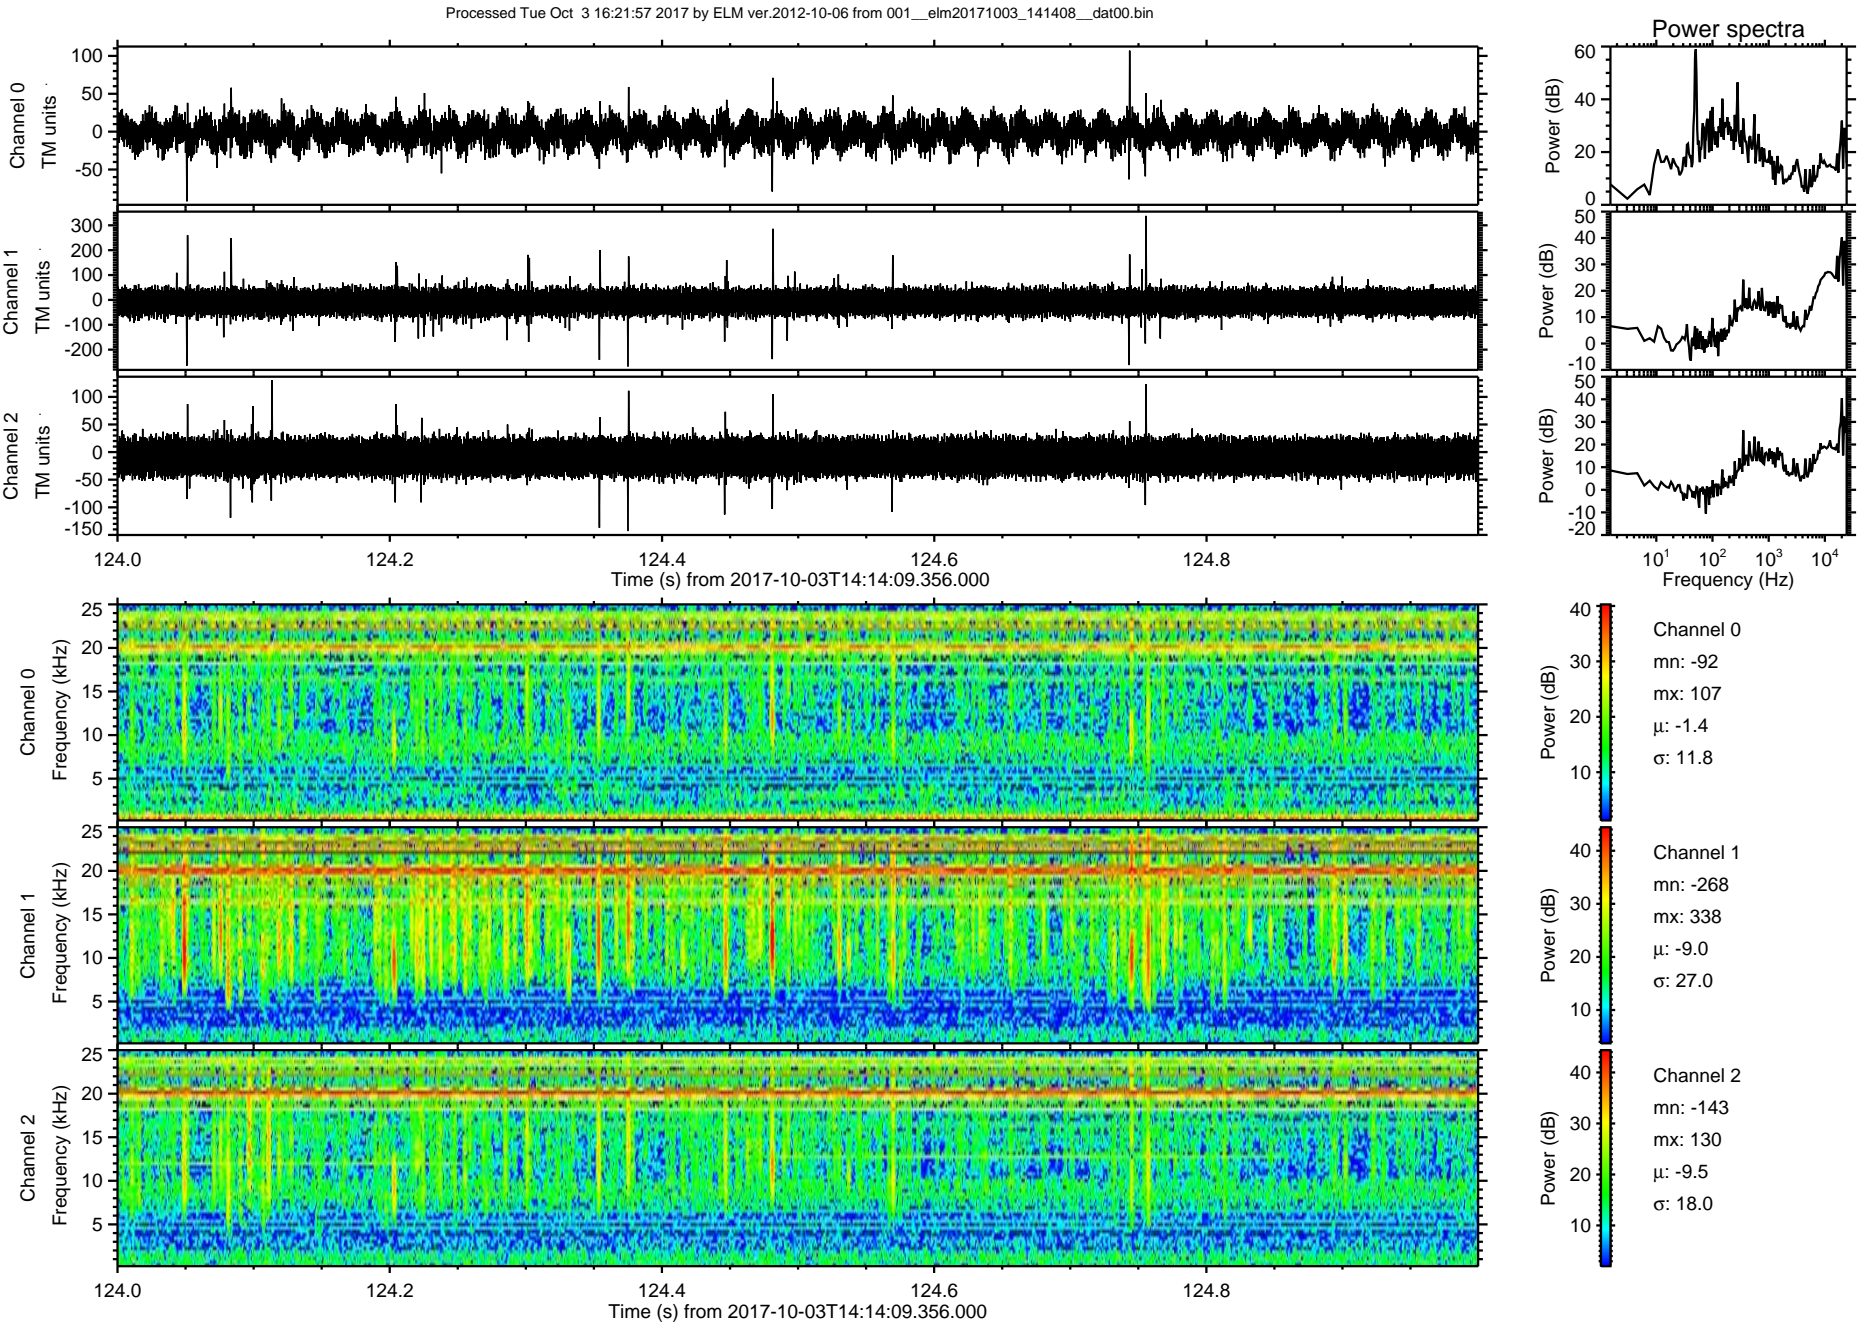 Processed Tue Oct  3 16:21:57 2017 by ELM ver.2012-10-06 from 001__elm20171003_141408__dat00.bin
Power spectra
Channel 0
TM units
100
50
0
-50
Power (dB)
60
40
20
0
Channel 1
TM units
300
200
100
0
-100
-200
Power (dB)
50
40
30
20
10
0
-10
Channel 2
TM units
100
50
0
-50
-100
-150
Power (dB)
50
40
30
20
10
0
-10
-20
124.0 124.2 124.4 124.6 124.8
Time (s) from 2017-10-03T14:14:09.356.000
10¹ 10² 10³ 10⁴
Frequency (Hz)
Channel 0
Frequency (kHz)
25
20
15
10
5
Power (dB)
40
30
20
10
Channel 0
mn: -92
mx: 107
µ: -1.4
σ: 11.8
Channel 1
Frequency (kHz)
25
20
15
10
5
Power (dB)
40
30
20
10
Channel 1
mn: -268
mx: 338
µ: -9.0
σ: 27.0
Channel 2
Frequency (kHz)
25
20
15
10
5
Power (dB)
40
30
20
10
Channel 2
mn: -143
mx: 130
µ: -9.5
σ: 18.0
124.0 124.2 124.4 124.6 124.8
Time (s) from 2017-10-03T14:14:09.356.000